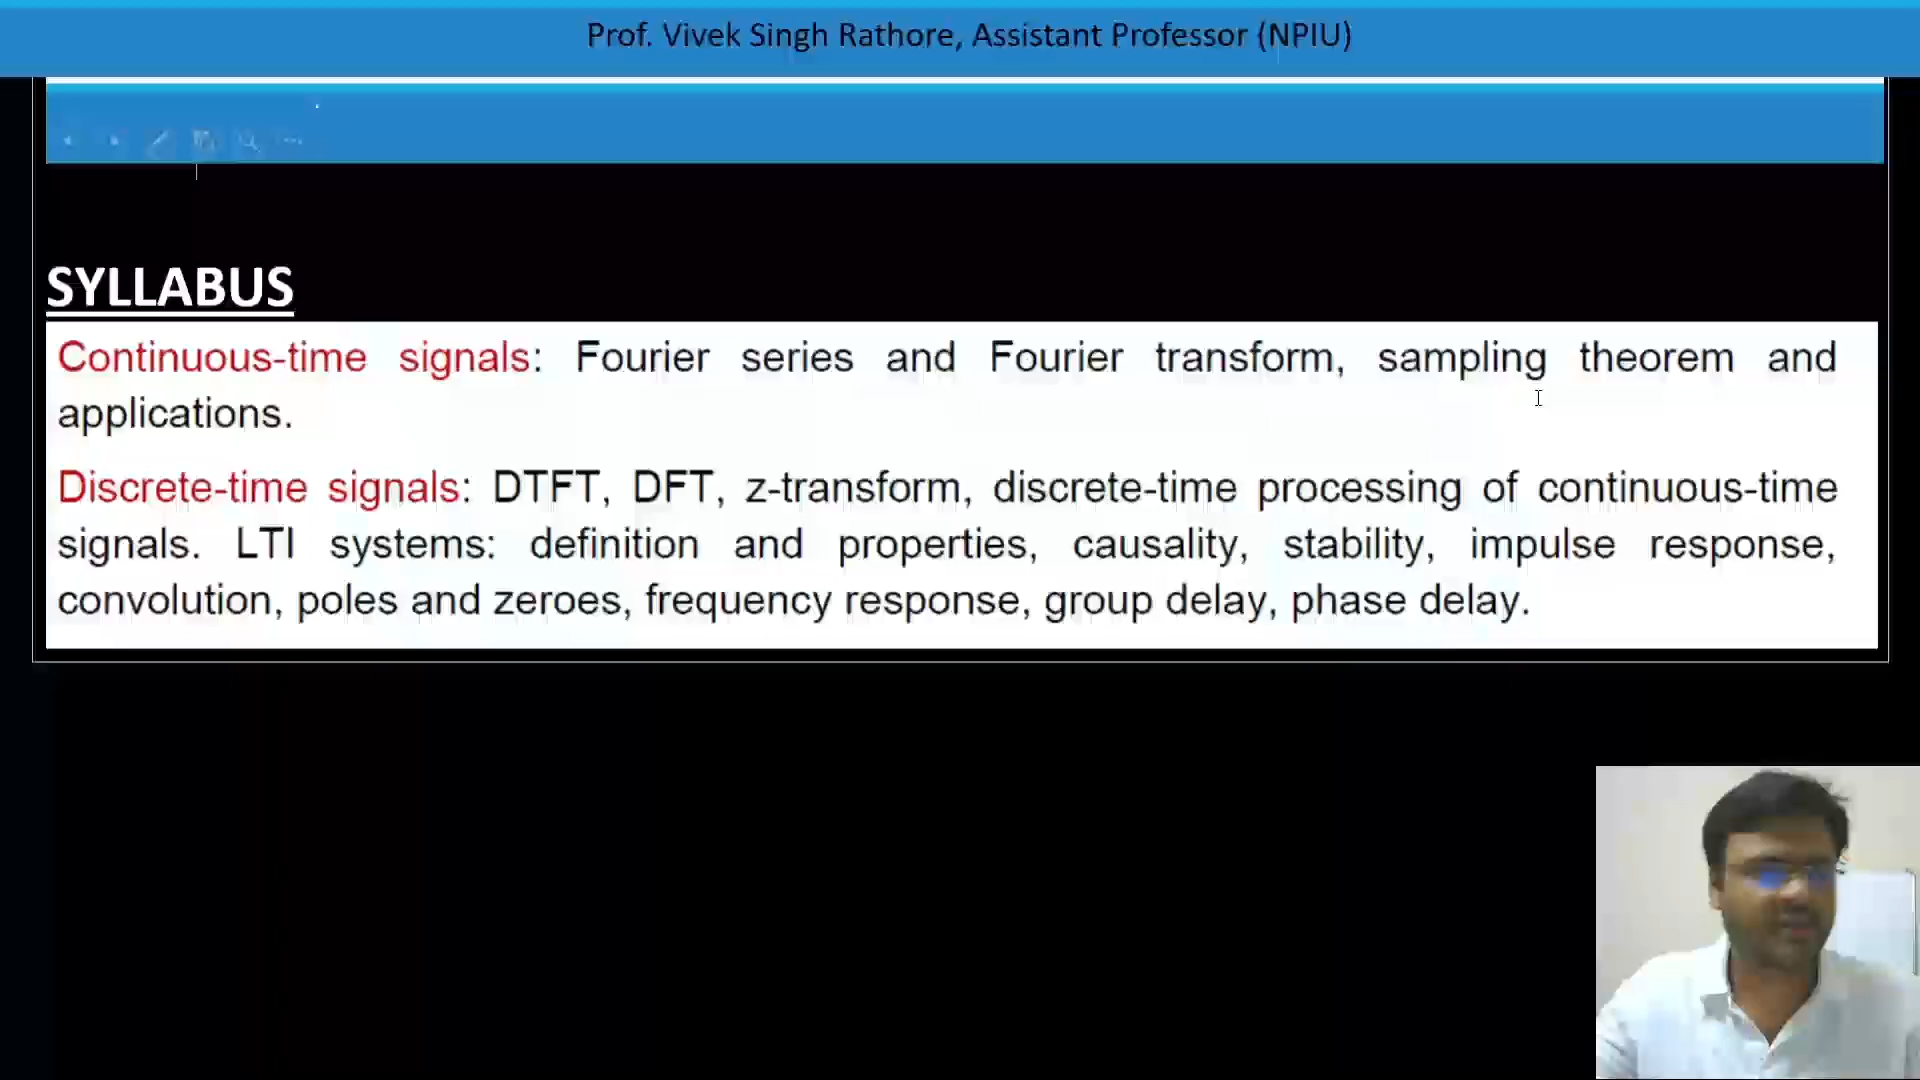 Prof. Vivek Singh Rathore, Assistant Professor (NPIU)
SYLLABUS
Continuous-time signals: Fourier series and Fourier transform, sampling theorem and
applications.
Discrete-time signals: DTFT, DFT, z-transform, discrete-time processing of continuous-time
signals. LTI systems: definition and properties, causality, stability, impulse response,
convolution, poles and zeroes, frequency response, group delay, phase delay.